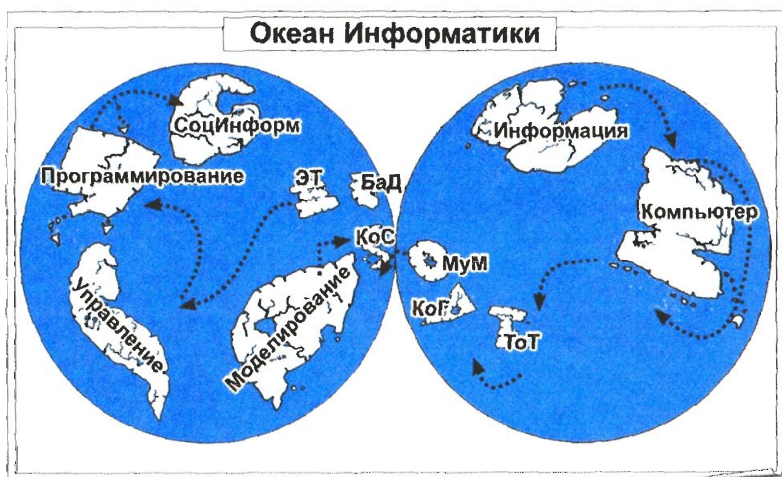 Океан Информатики
СоцИнформ
Программирование
ЭТ
БаД
КоС
Управление
Моделирование
Информация
Компьютер
МуМ
КоГ
ТоТ